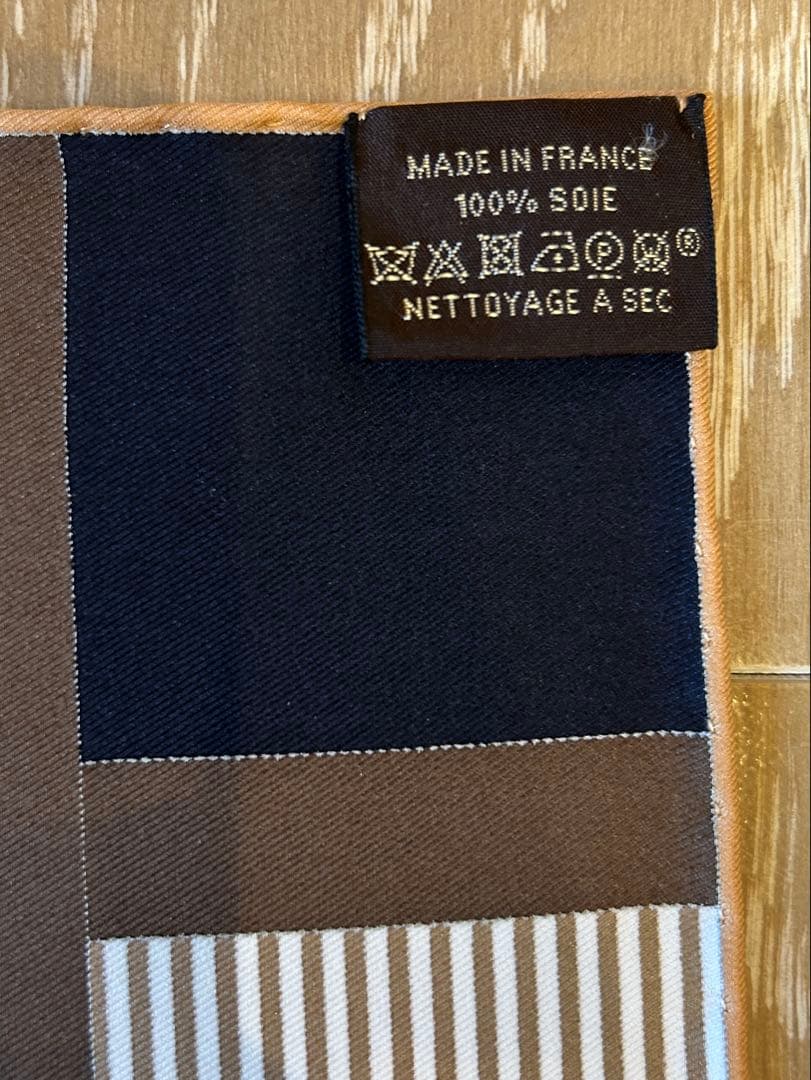 MADE IN FRANCE
100% SOIE
P ®
NETTOYAGE A SEC